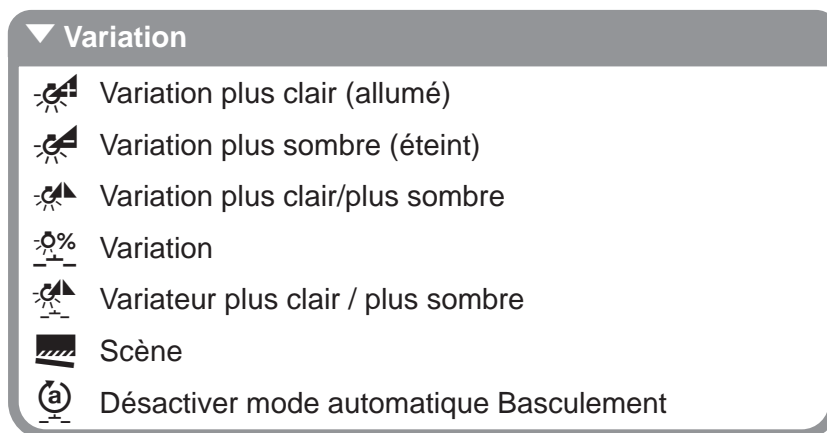 Variation
Variation plus clair (allumé)
Variation plus sombre (éteint)
Variation plus clair/plus sombre
% Variation
Variateur plus clair / plus sombre
Scène
a Désactiver mode automatique Basculement